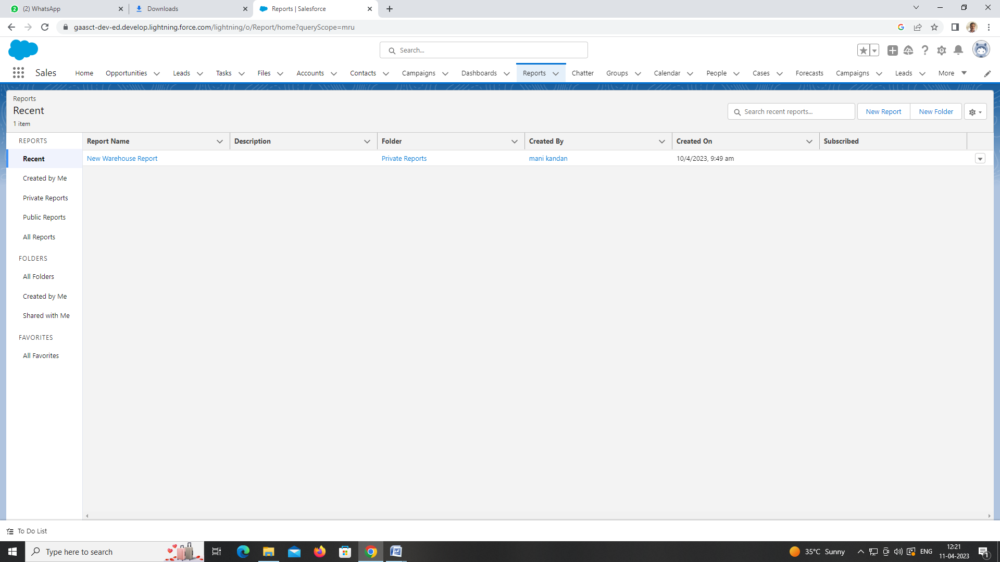 (2) WhatsApp
Downloads
Reports | Salesforce
gaasct-dev-ed.develop.lightning.force.com/lightning/o/Report/home?queryScope=mru
Search...
Sales
Home
Opportunities
Leads
Tasks
Files
Accounts
Contacts
Campaigns
Dashboards
Reports
Chatter
Groups
Calendar
People
Cases
Forecasts
Campaigns
Leads
More
Reports
Recent
1 item
Search recent reports...
New Report
New Folder
REPORTS
Recent
Created by Me
Private Reports
Public Reports
All Reports
FOLDERS
All Folders
Created by Me
Shared with Me
FAVORITES
All Favorites
Report Name
Description
Folder
Created By
Created On
Subscribed
New Warehouse Report
Private Reports
mani kandan
10/4/2023, 9:49 am
To Do List
Type here to search
35°C Sunny
ENG
12:21
11-04-2023
1